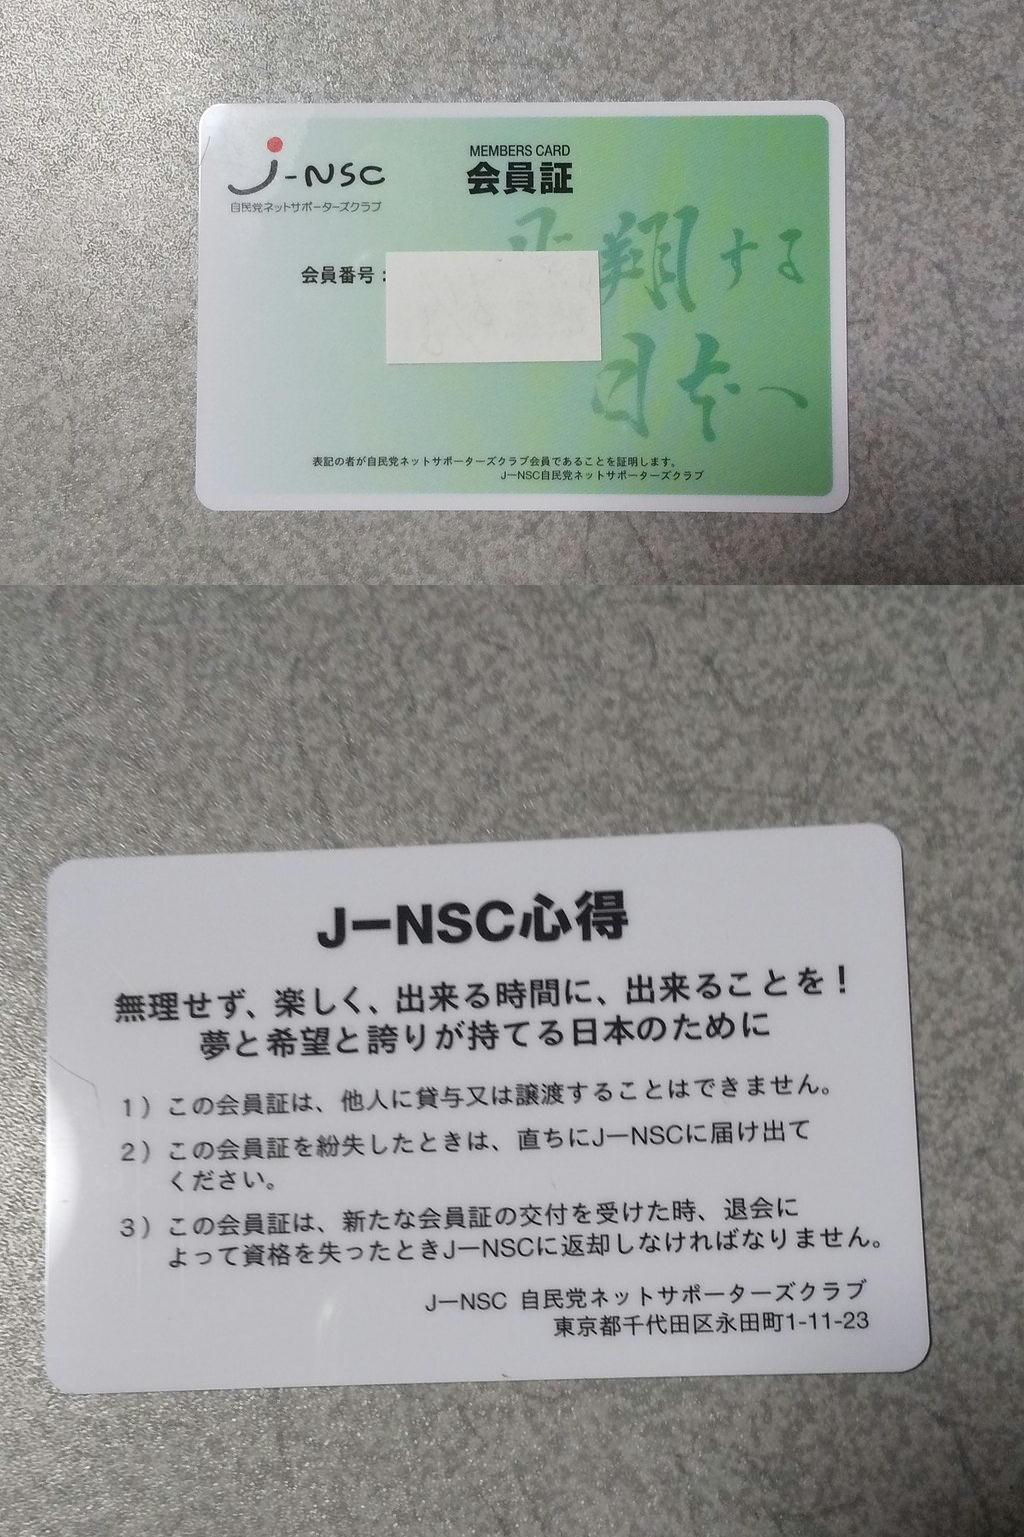 J-NSC
自民党ネットサポーターズクラブ
MEMBERS CARD
会員証
会員番号：
翔する
日本へ
表記の者が自民党ネットサポーターズクラブ会員であることを証明します。
JーNSC自民党ネットサポーターズクラブ
JーNSC心得
無理せず、楽しく、出来る時間に、出来ることを！
夢と希望と誇りが持てる日本のために
1）この会員証は、他人に貸与又は譲渡することはできません。
2）この会員証を紛失したときは、直ちにJーNSCに届け出て
ください。
3）この会員証は、新たな会員証の交付を受けた時、退会に
よって資格を失ったときJーNSCに返却しなければなりません。
JーNSC 自民党ネットサポーターズクラブ
東京都千代田区永田町1-11-23